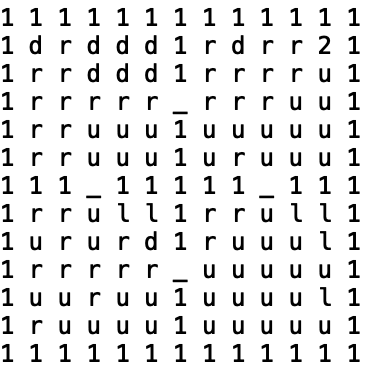 1 1 1 1 1 1 1 1 1 1 1 1 1
1 d r d d d 1 r d r r 2 1
1 r r d d d 1 r r r r u 1
1 r r r r r _ r r r u u 1
1 r r u u u 1 u u u u u 1
1 r r u u u 1 u r u u u 1
1 1 1 _ 1 1 1 1 1 _ 1 1 1
1 r r u l l 1 r r u l l 1
1 u r u r d 1 r u u u l 1
1 r r r r r _ u u u u u 1
1 u u r u u 1 u u u u l 1
1 r u u u u 1 u u u u u 1
1 1 1 1 1 1 1 1 1 1 1 1 1